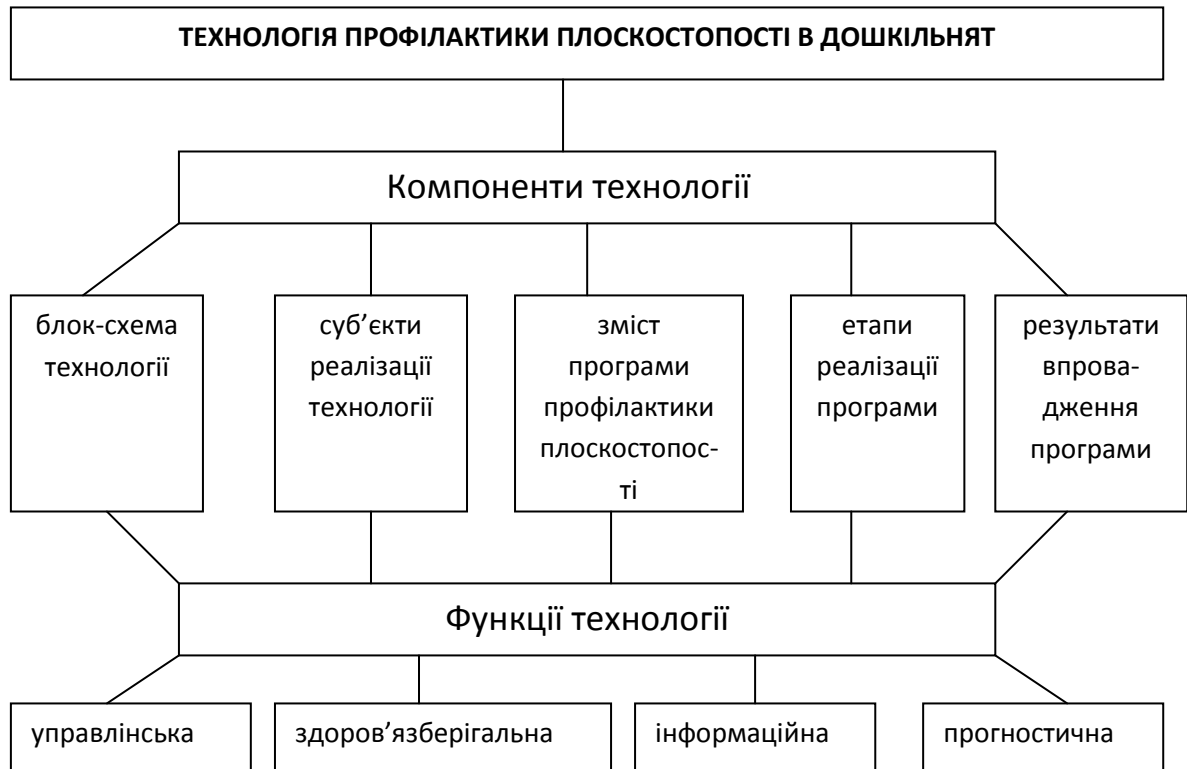 ТЕХНОЛОГІЯ ПРОФІЛАКТИКИ ПЛОСКОСТОПОСТІ В ДОШКІЛЬНЯТ
Компоненти технології
блок-схема
технології
суб’єкти
реалізації
технології
зміст
програми
профілактики
плоскостопос-
ті
етапи
реалізації
програми
результати
впрова-
дження
програми
Функції технології
управлінська
здоров’язберігальна
інформаційна
прогностична